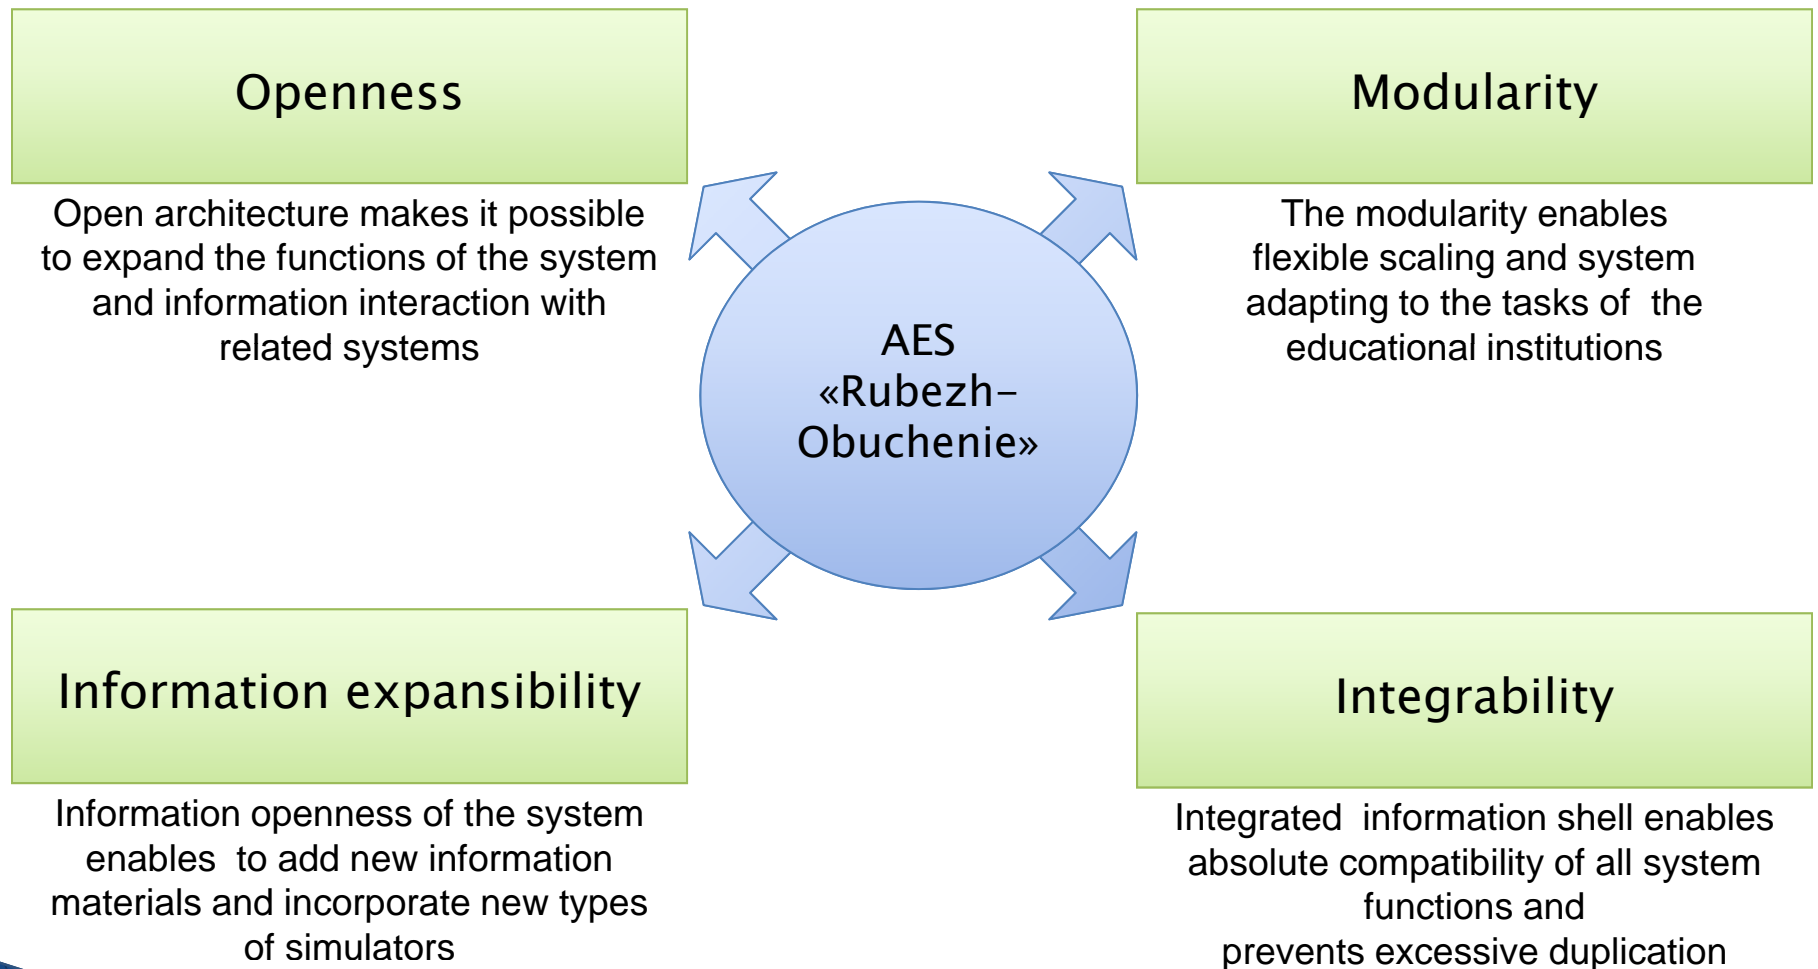 Openness
Open architecture makes it possible
to expand the functions of the system
and information interaction with
related systems
Modularity
The modularity enables
flexible scaling and system
adapting to the tasks of the
educational institutions
AES
«Rubezh-
Obuchenie»
Information expansibility
Information openness of the system
enables to add new information
materials and incorporate new types
of simulators
Integrability
Integrated information shell enables
absolute compatibility of all system
functions and
prevents excessive duplication